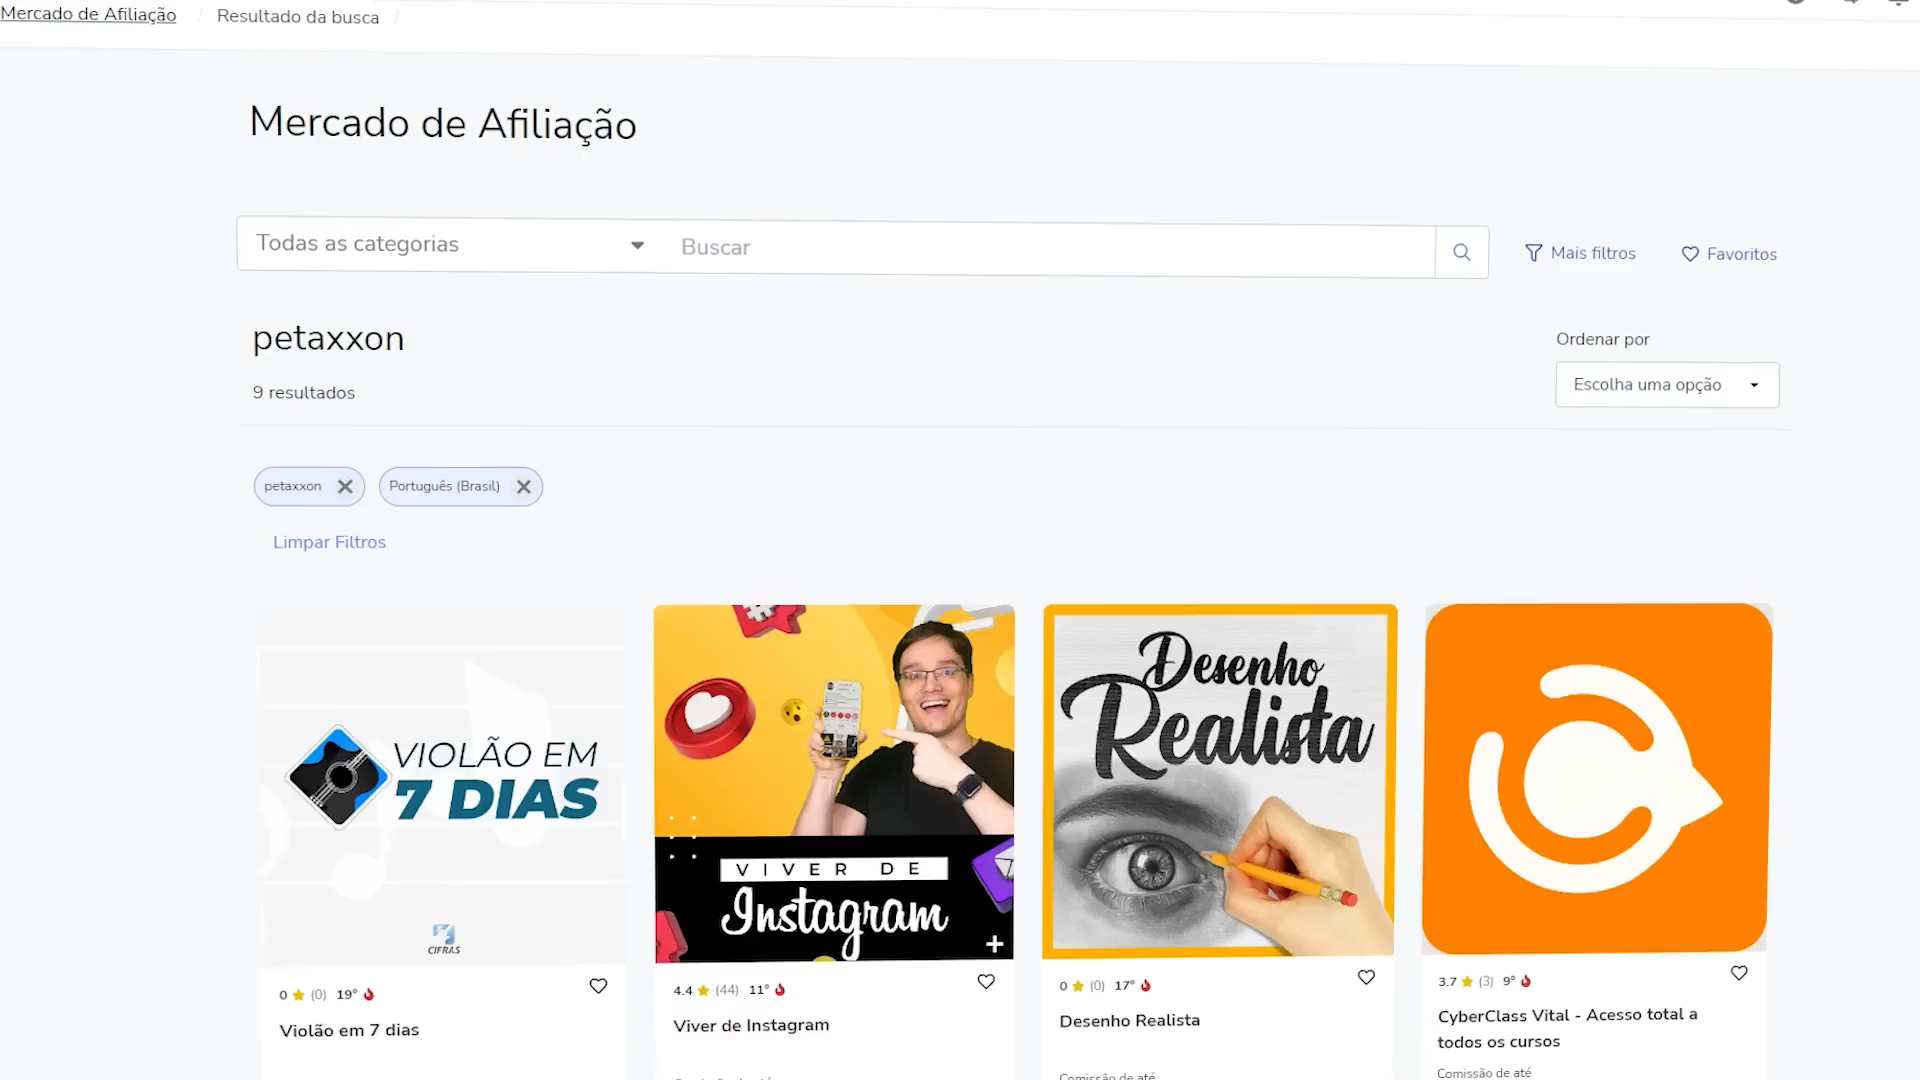 Mercado de Afiliação / Resultado da busca /
Mercado de Afiliação
Todas as categorias
Buscar
Mais filtros
Favoritos
petaxxon
9 resultados
Ordenar por
Escolha uma opção
petaxxon
Português (Brasil)
Limpar Filtros
VIOLÃO EM
7 DIAS
CIFRAS
0 (0) 19°
Violão em 7 dias
VIVER DE
Instagram
4.4 (44) 11°
Viver de Instagram
Desenho
Realista
0 (0) 17°
Desenho Realista
Comissão de até
3.7 (3) 9°
CyberClass Vital - Acesso total a
todos os cursos
Comissão de até